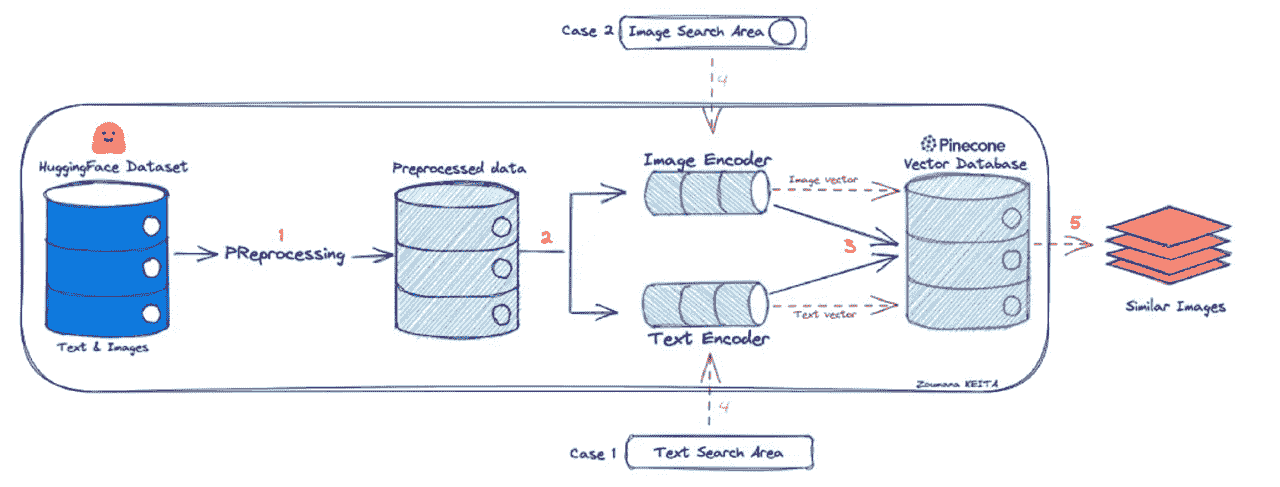 Case 2
Image Search Area
4
HuggingFace Dataset
Text & Images
1
PReprocessing
Preprocessed data
2
Image Encoder
Image vector
3
Text vector
Text Encoder
Pinecone
Vector Database
5
Similar Images
Zoumana KEITA
4
Case 1
Text Search Area